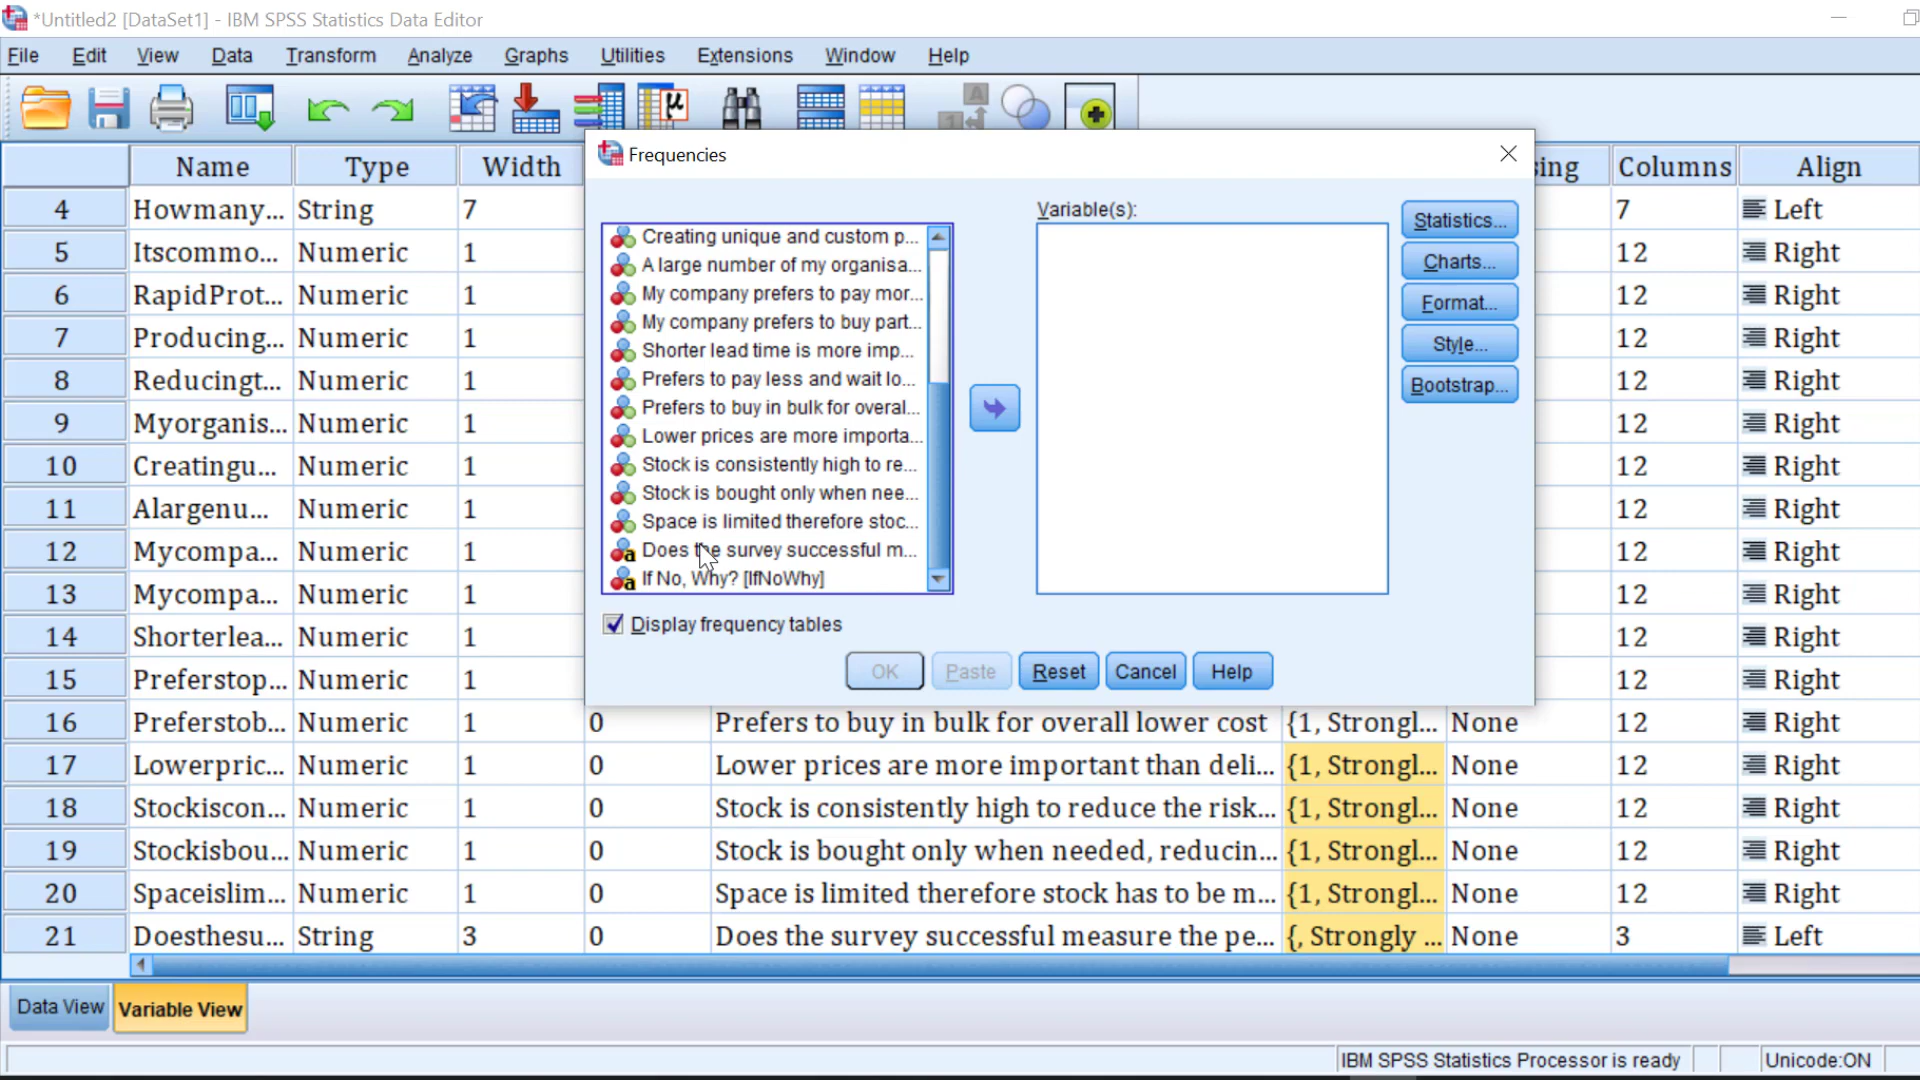 *Untitled2 [DataSet1] - IBM SPSS Statistics Data Editor
File Edit View Data Transform Analyze Graphs Utilities Extensions Window Help
Name Type Width sing Columns Align
Frequencies
Variable(s):
Creating unique and custom p...
A large number of my organisa...
My company prefers to pay mor...
My company prefers to buy part...
Shorter lead time is more imp...
Prefers to pay less and wait lo...
Prefers to buy in bulk for overal...
Lower prices are more importa...
Stock is consistently high to re...
Stock is bought only when nee...
Space is limited therefore stoc...
Does the survey successful m...
If No, Why? [IfNoWhy]
Statistics...
Charts...
Format...
Style...
Bootstrap...
Display frequency tables
OK Paste Reset Cancel Help
4 Howmany... String 7 7 Left
5 Itscommo... Numeric 1 12 Right
6 RapidProt... Numeric 1 12 Right
7 Producing... Numeric 1 12 Right
8 Reducingt... Numeric 1 12 Right
9 Myorganis... Numeric 1 12 Right
10 Creatingu... Numeric 1 12 Right
11 Alargenu... Numeric 1 12 Right
12 Mycompa... Numeric 1 12 Right
13 Mycompa... Numeric 1 12 Right
14 Shorterlea... Numeric 1 12 Right
15 Preferstop... Numeric 1 12 Right
16 Preferstob... Numeric 1 0 Prefers to buy in bulk for overall lower cost {1, Strongl... None 12 Right
17 Lowerpric... Numeric 1 0 Lower prices are more important than deli... {1, Strongl... None 12 Right
18 Stockiscon... Numeric 1 0 Stock is consistently high to reduce the risk... {1, Strongl... None 12 Right
19 Stockisbou... Numeric 1 0 Stock is bought only when needed, reducin... {1, Strongl... None 12 Right
20 Spaceislim... Numeric 1 0 Space is limited therefore stock has to be m... {1, Strongl... None 12 Right
21 Doesthesu... String 3 0 Does the survey successful measure the pe... {, Strongly ... None 3 Left
Data View Variable View
IBM SPSS Statistics Processor is ready Unicode:ON